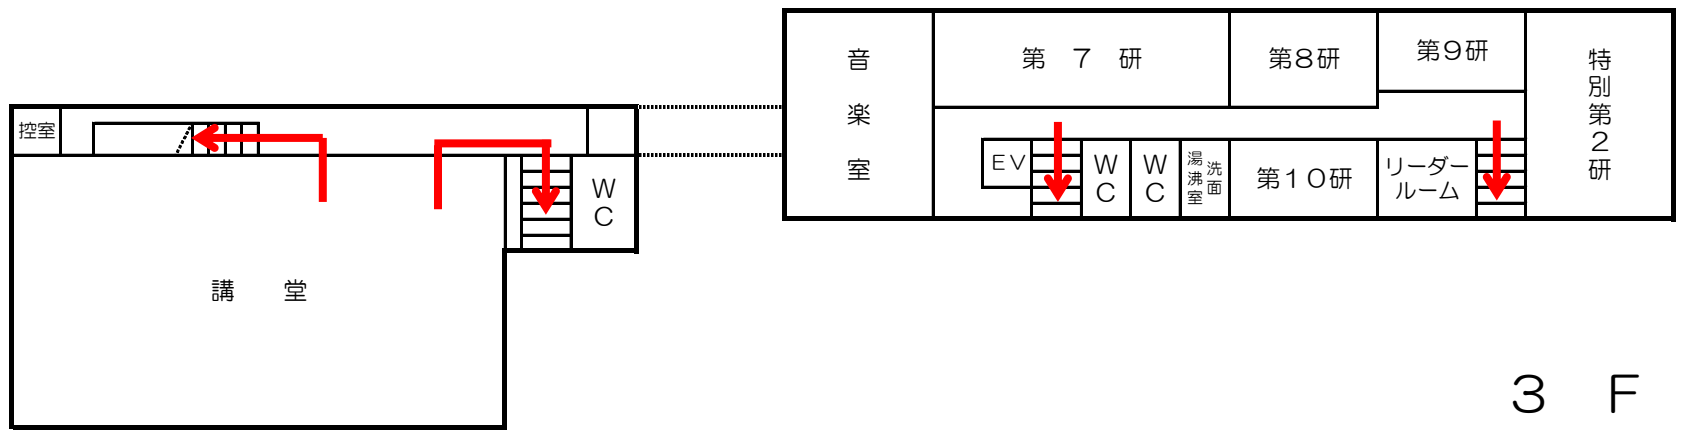 控室
講　堂
WC
音楽室
第　７　研
第８研
第９研
特別第２研
ＥＶ
WC
WC
湯沸室
洗面
第１０研
リーダー
ルーム
３　Ｆ